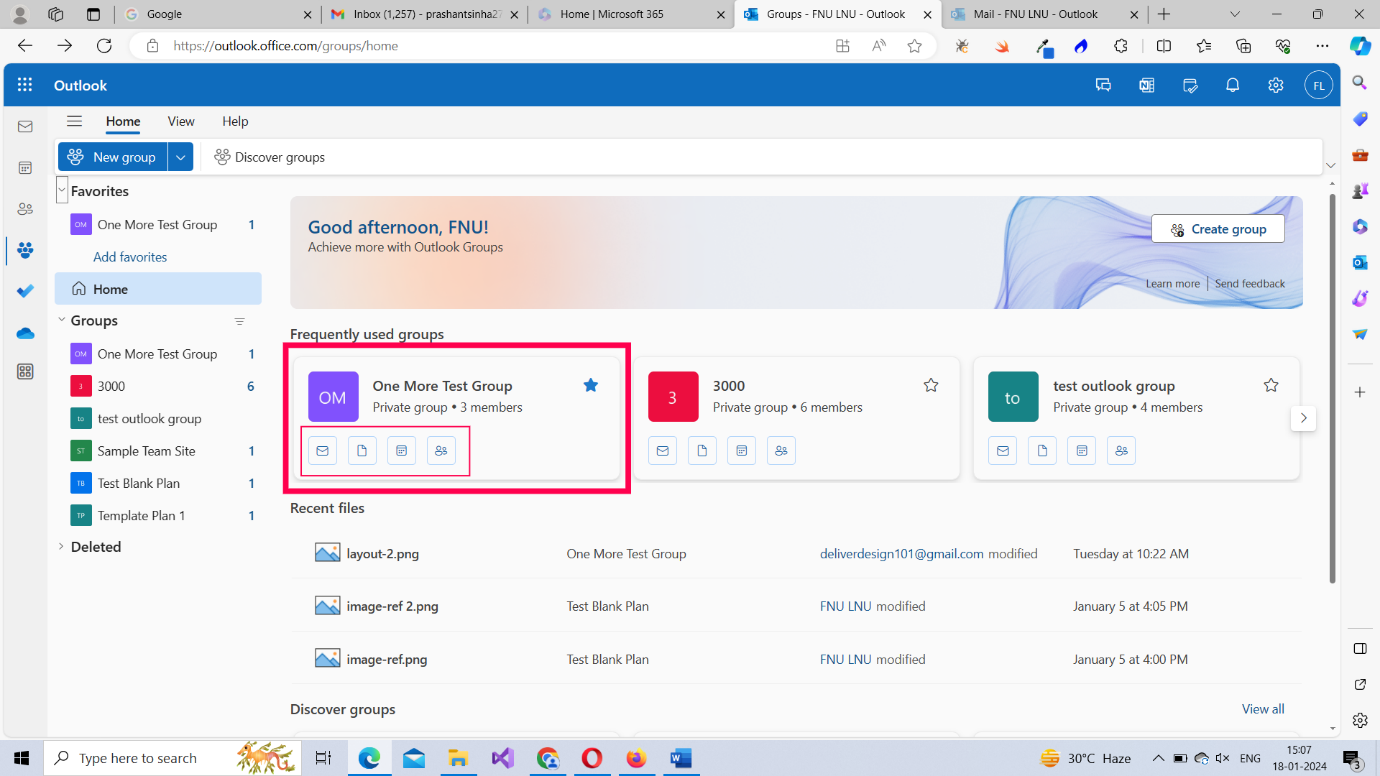 Google
Inbox (1,257) - prashantsinha27
Home | Microsoft 365
Groups - FNU LNU - Outlook
Mail - FNU LNU - Outlook
https://outlook.office.com/groups/home
Outlook
FL
Home View Help
New group Discover groups
Favorites
OM One More Test Group 1
Add favorites
Home
Groups
OM One More Test Group 1
3 3000 6
to test outlook group
ST Sample Team Site 1
TB Test Blank Plan 1
TP Template Plan 1 1
Deleted
Good afternoon, FNU!
Achieve more with Outlook Groups
Create group
Learn more | Send feedback
Frequently used groups
OM One More Test Group
Private group • 3 members
3 3000
Private group • 6 members
to test outlook group
Private group • 4 members
Recent files
layout-2.png One More Test Group deliverdesign101@gmail.com modified Tuesday at 10:22 AM
image-ref 2.png Test Blank Plan FNU LNU modified January 5 at 4:05 PM
image-ref.png Test Blank Plan FNU LNU modified January 5 at 4:00 PM
Discover groups View all
Type here to search
30°C Haze
ENG
15:07
18-01-2024
3